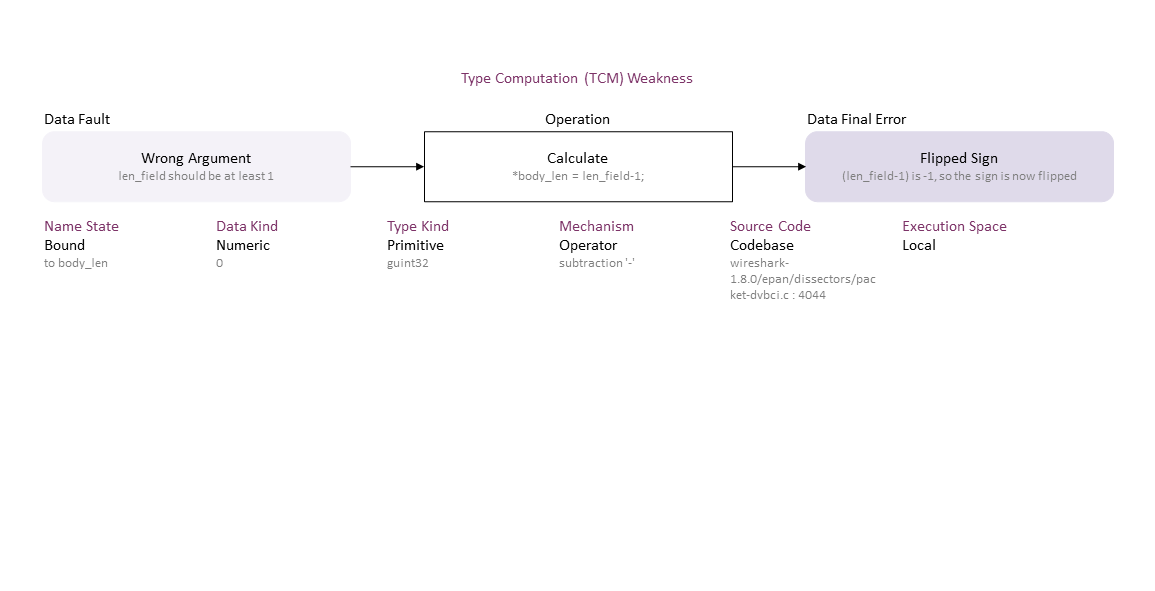 Type Computation (TCM) Weakness
Data Fault
Operation
Data Final Error
Wrong Argument
len_field should be at least 1
Calculate
*body_len = len_field-1;
Flipped Sign
(len_field-1) is -1, so the sign is now flipped
Name State
Bound
to body_len
Data Kind
Numeric
0
Type Kind
Primitive
guint32
Mechanism
Operator
subtraction '-'
Source Code
Codebase
wireshark-
1.8.0/epan/dissectors/pac
ket-dvbci.c : 4044
Execution Space
Local